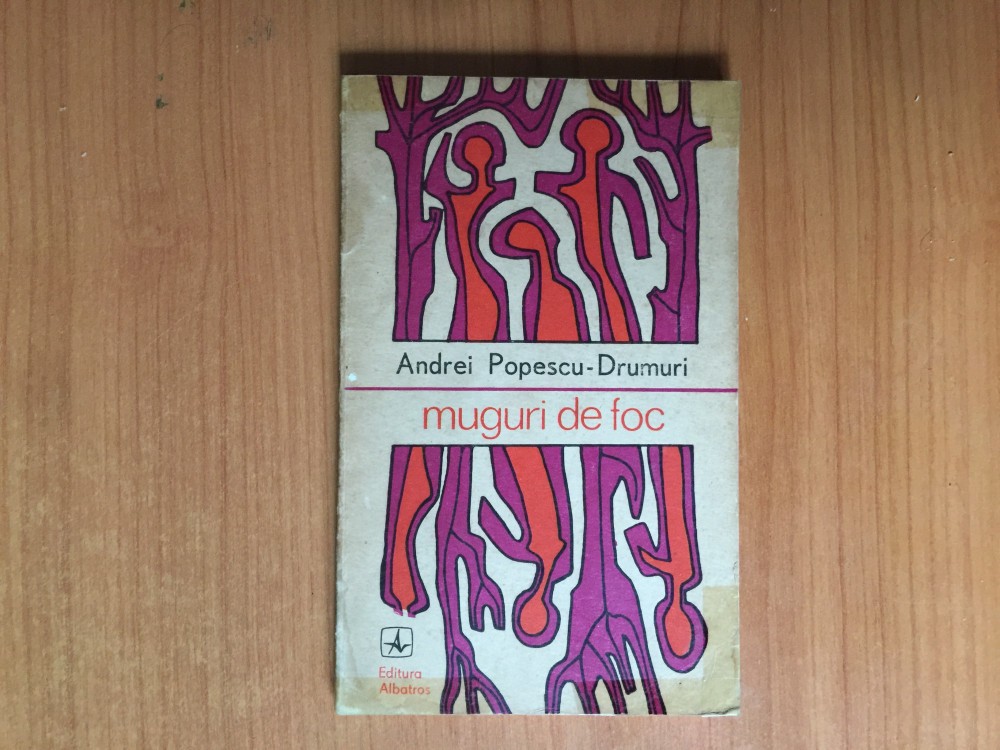 Andrei Popescu-Drumuri
muguri de foc
Editura
Albatros